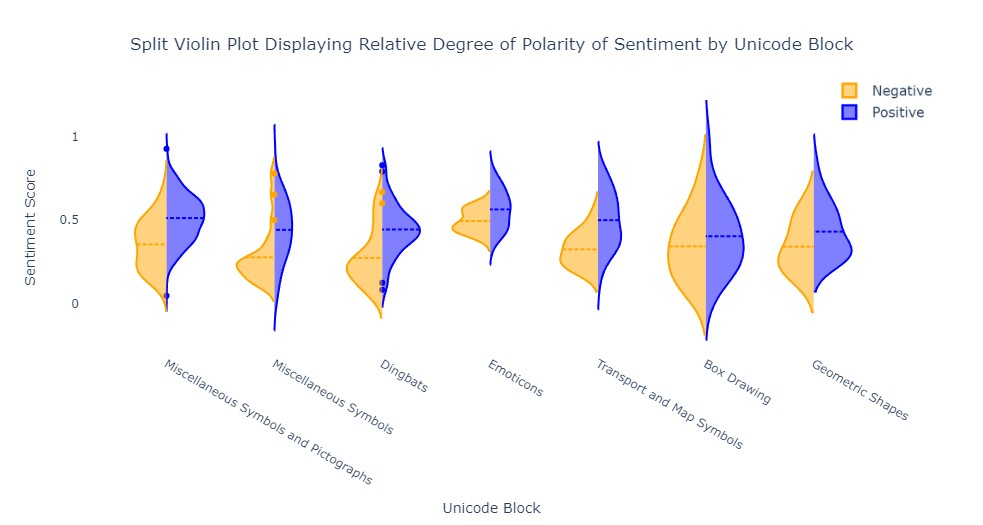 Split Violin Plot Displaying Relative Degree of Polarity of Sentiment by Unicode Block
Negative
Positive
1
0.5
0
Sentiment Score
Miscellaneous Symbols and Pictographs
Miscellaneous Symbols
Dingbats
Emoticons
Transport and Map Symbols
Box Drawing
Geometric Shapes
Unicode Block